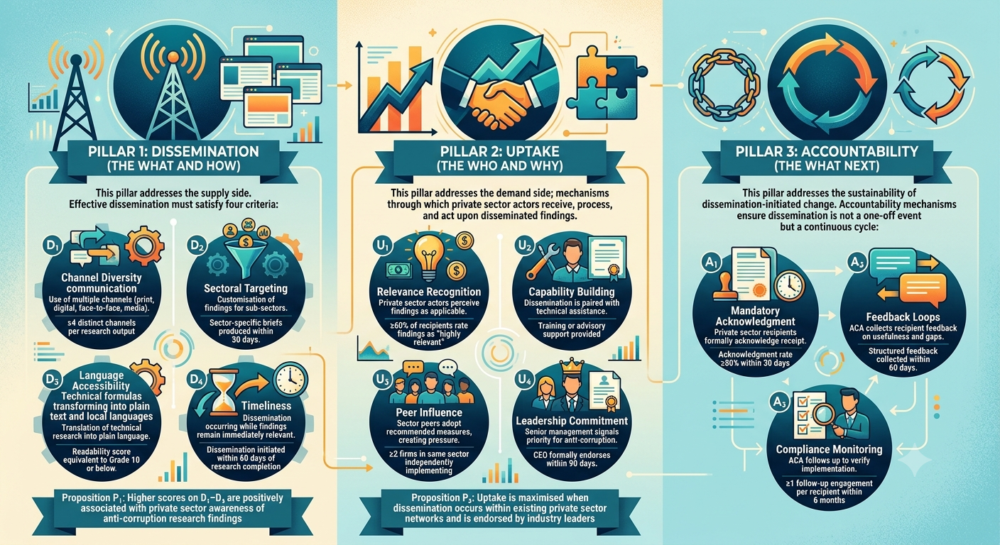 PILLAR 1: DISSEMINATION
(THE WHAT AND HOW)
This pillar addresses the supply side.
Effective dissemination must satisfy four criteria:
D₁
Channel Diversity
communication
Use of multiple channels (print,
digital, face-to-face, media).
≤4 distinct channels
per research output
D₂
Sectoral Targeting
Customisation of
findings for sub-sectors.
Sector-specific briefs
produced within
30 days.
D₃
Language
Accessibility
Technical formulas
transforming into plain
text and local languages
Translation of technical
research into plain language.
Readability score
equivalent to Grade 10
or below.
D₄
Timeliness
Dissemination
occurring while findings
remain immediately relevant.
Dissemination initiated
within 60 days of
research completion
Proposition P₁: Higher scores on D₁–D₃ are positively
associated with private sector awareness of
anti-corruption research findings
PILLAR 2: UPTAKE
(THE WHO AND WHY)
This pillar addresses the demand side; mechanisms
through which private sector actors receive, process,
and act upon disseminated findings.
U₁
Relevance Recognition
Private sector actors perceive
findings as applicable.
≥60% of recipients rate
findings as "highly
relevant"
U₂
Capability Building
Dissemination is paired with
technical assistance.
Training or advisory
support provided
U₃
Peer Influence
Sector peers adopt
recommended measures,
creating pressure.
≥2 firms in same sector
independently
implementing
U₄
Leadership Commitment
Senior management signals
priority for anti-corruption.
CEO formally endorses
within 90 days.
Proposition P₃: Uptake is maximised when
dissemination occurs within existing private sector
networks and is endorsed by industry leaders
PILLAR 3: ACCOUNTABILITY
(THE WHAT NEXT)
This pillar addresses the sustainability of
dissemination-initiated change. Accountability mechanisms
ensure dissemination is not a one-off event
but a continuous cycle:
A₁
Mandatory
Acknowledgment
Private sector recipients
formally acknowledge receipt.
Acknowledgment rate
≥80% within 30 days
A₃
Feedback Loops
ACA collects recipient feedback
on usefulness and gaps.
Structured feedback
collected within
60 days.
A₃
Compliance Monitoring
ACA follows up to verify
implementation.
≥1 follow-up engagement
per recipient within
6 months